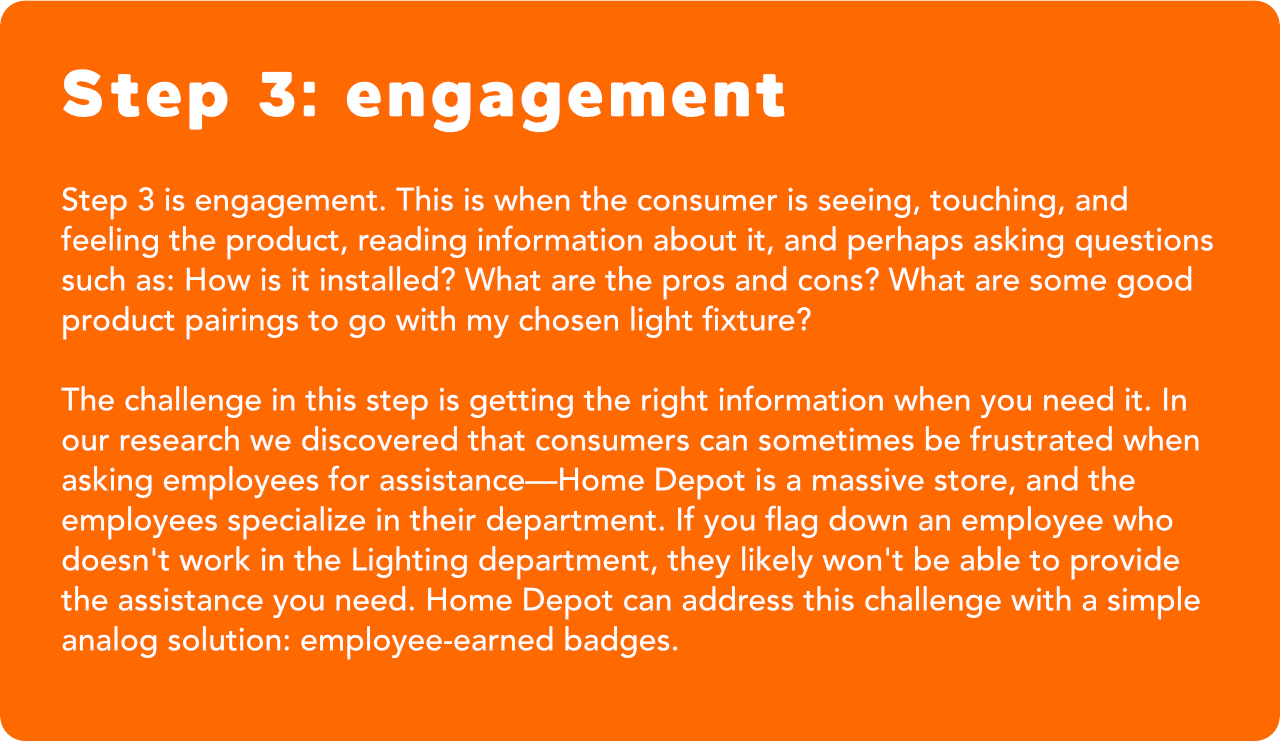 Step 3: engagement
Step 3 is engagement. This is when the consumer is seeing, touching, and
feeling the product, reading information about it, and perhaps asking questions
such as: How is it installed? What are the pros and cons? What are some good
product pairings to go with my chosen light fixture?
The challenge in this step is getting the right information when you need it. In
our research we discovered that consumers can sometimes be frustrated when
asking employees for assistance—Home Depot is a massive store, and the
employees specialize in their department. If you flag down an employee who
doesn't work in the Lighting department, they likely won't be able to provide
the assistance you need. Home Depot can address this challenge with a simple
analog solution: employee-earned badges.